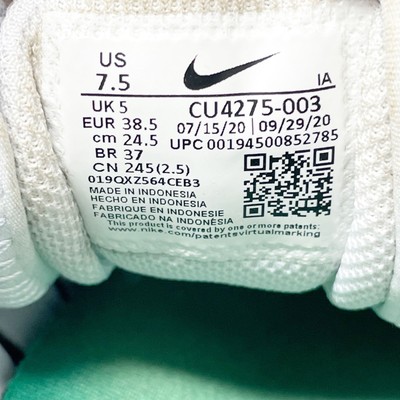 US
7.5
IA
UK 5
CU4275-003
EUR 38.5
07/15/20 | 09/29/20
cm 24.5
UPC 00194500852785
BR 37
CN 245(2.5)
019QXZ564CEB3
MADE IN INDONESIA
HECHO EN INDONESIA
FABRIQUE EN INDONESIE
FABRICADO NA INDONESIA
This product is covered by one or more patents:
www.nike.com/patentsvirtualmarking